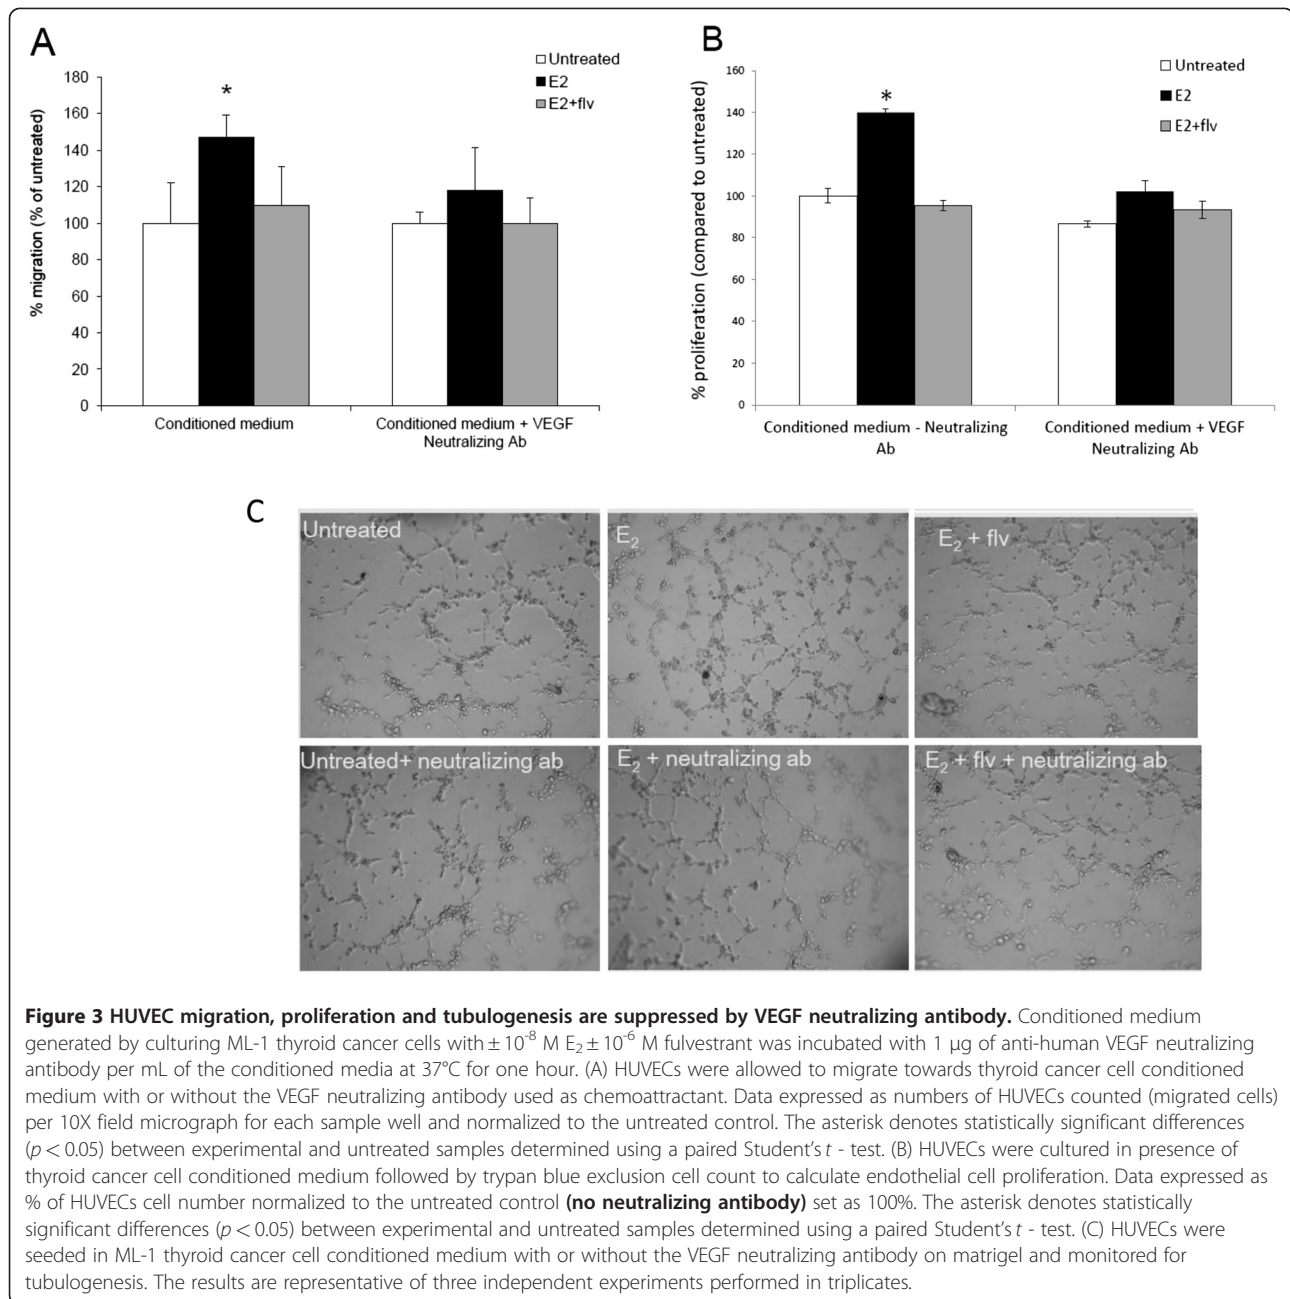 A
Untreated
E2
E2+flv
180
160
140
120
100
80
60
40
20
0
% migration (% of untreated)
*
Conditioned medium
Conditioned medium + VEGF
Neutralizing Ab
B
Untreated
E2
E2+flv
160
140
120
100
80
60
40
20
0
% proliferation (compared to untreated)
*
Conditioned medium - Neutralizing
Ab
Conditioned medium + VEGF
Neutralizing Ab
C
Untreated
E₂
E₂ + flv
Untreated+ neutralizing ab
E₂ + neutralizing ab
E₂ + flv + neutralizing ab
Figure 3 HUVEC migration, proliferation and tubulogenesis are suppressed by VEGF neutralizing antibody. Conditioned medium
generated by culturing ML-1 thyroid cancer cells with ± 10⁻⁸ M E₂ ± 10⁻⁶ M fulvestrant was incubated with 1 μg of anti-human VEGF neutralizing
antibody per mL of the conditioned media at 37°C for one hour. (A) HUVECs were allowed to migrate towards thyroid cancer cell conditioned
medium with or without the VEGF neutralizing antibody used as chemoattractant. Data expressed as numbers of HUVECs counted (migrated cells)
per 10X field micrograph for each sample well and normalized to the untreated control. The asterisk denotes statistically significant differences
(p < 0.05) between experimental and untreated samples determined using a paired Student's t - test. (B) HUVECs were cultured in presence of
thyroid cancer cell conditioned medium followed by trypan blue exclusion cell count to calculate endothelial cell proliferation. Data expressed as
% of HUVECs cell number normalized to the untreated control (no neutralizing antibody) set as 100%. The asterisk denotes statistically
significant differences (p < 0.05) between experimental and untreated samples determined using a paired Student's t - test. (C) HUVECs were
seeded in ML-1 thyroid cancer cell conditioned medium with or without the VEGF neutralizing antibody on matrigel and monitored for
tubulogenesis. The results are representative of three independent experiments performed in triplicates.